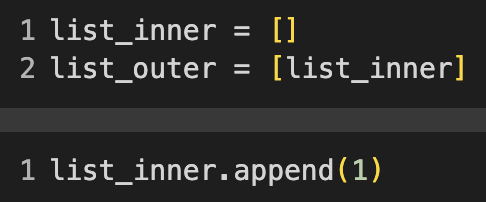 1 list_inner = []
2 list_outer = [list_inner]
1 list_inner.append(1)